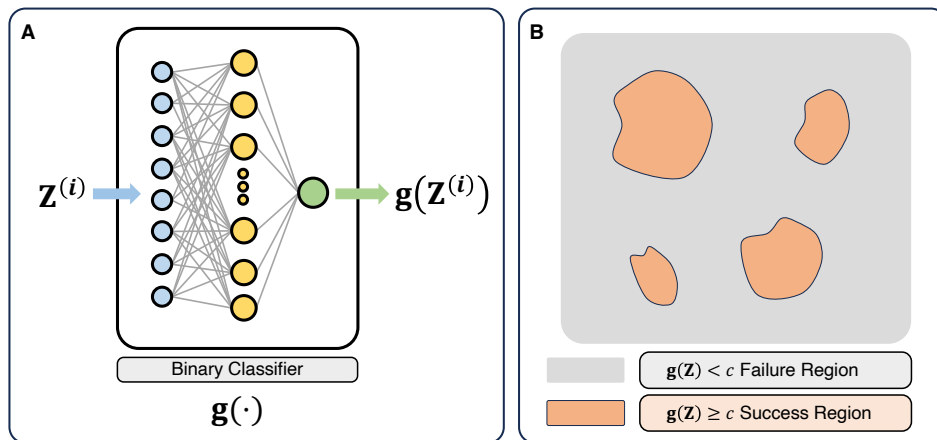 A
Z⁽ⁱ⁾
g(Z⁽ⁱ⁾)
Binary Classifier
g(·)
B
g(Z) < c Failure Region
g(Z) ≥ c Success Region